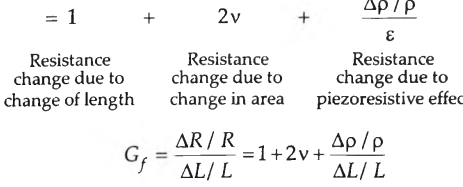 = 1 + 2ν + Δρ / ρ
ε
Resistance Resistance Resistance
change due to change due to change due to
change of length change in area piezoresistive effec
G_f = ΔR / R / ΔL / L = 1 + 2ν + Δρ / ρ / ΔL / L